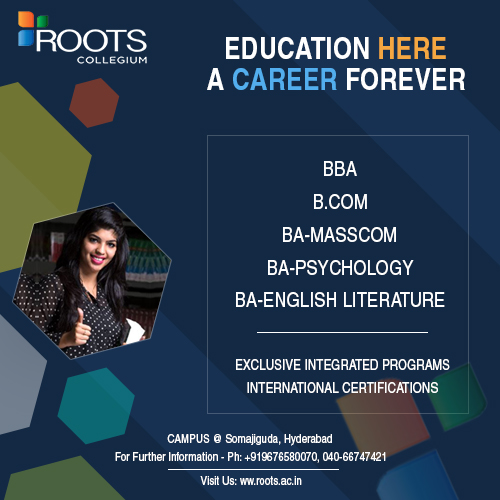 ROOTS
COLLEGIUM
EDUCATION HERE
A CAREER FOREVER
BBA
B.COM
BA-MASSCOM
BA-PSYCHOLOGY
BA-ENGLISH LITERATURE
EXCLUSIVE INTEGRATED PROGRAMS
INTERNATIONAL CERTIFICATIONS
CAMPUS @ Somajiguda, Hyderabad
For Further Information - Ph: +919676580070, 040-66747421
Visit Us: ww.roots.ac.in